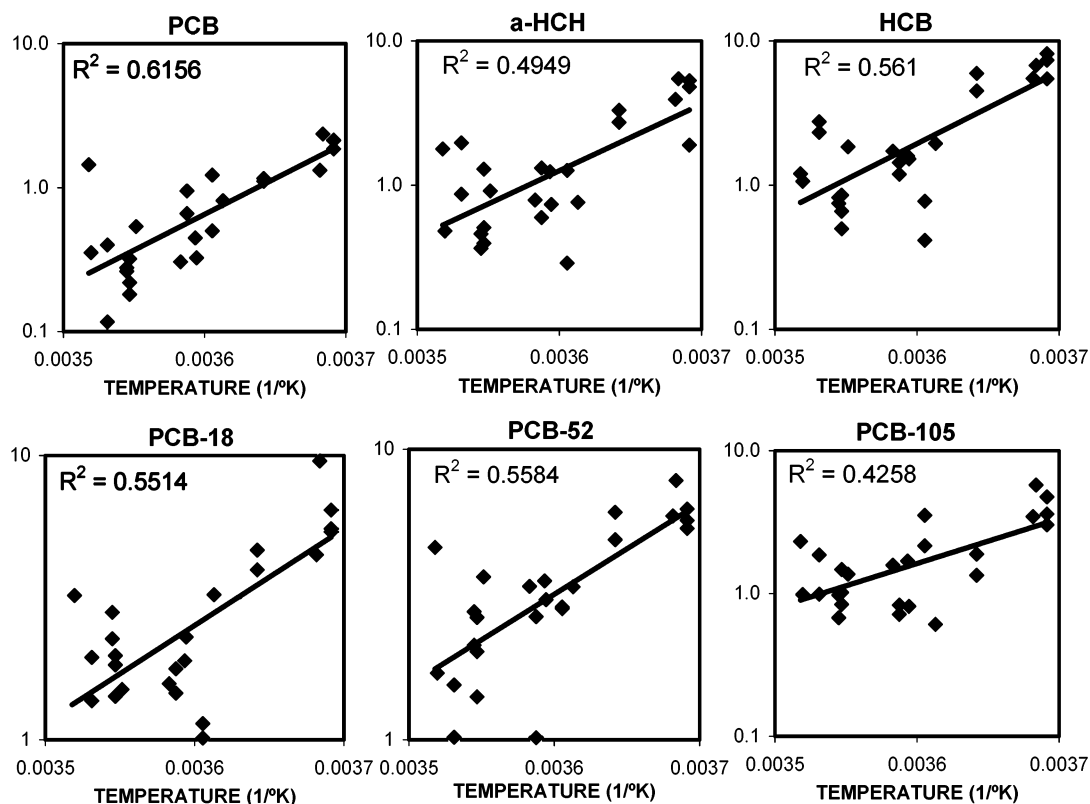 PCB
R² = 0.6156
10.0
1.0
0.1
0.0035 0.0036 0.0037
TEMPERATURE (1/ºK)
a-HCH
R² = 0.4949
10.0
1.0
0.1
0.0035 0.0036 0.0037
TEMPERATURE (1/ºK)
HCB
R² = 0.561
10.0
1.0
0.1
0.0035 0.0036 0.0037
TEMPERATURE (1/ºK)
PCB-18
R² = 0.5514
10
1
0.0035 0.0036 0.0037
TEMPERATURE (1/ºK)
PCB-52
R² = 0.5584
10
1
0.0035 0.0036 0.0037
TEMPERATURE (1/ºK)
PCB-105
R² = 0.4258
10.0
1.0
0.1
0.0035 0.0036 0.0037
TEMPERATURE (1/ºK)